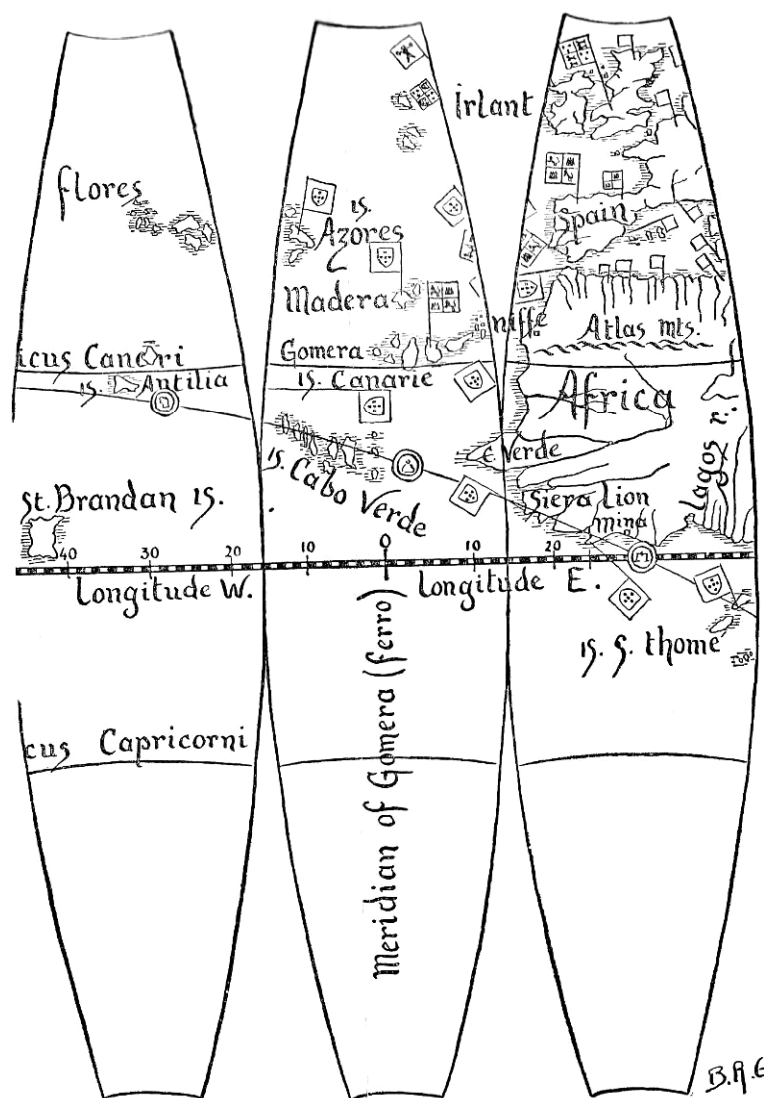 Irlant
flores
is.
Azores
Spain
Madera
niffe
Atlas mts.
Gomera
icus Cancri
is. Antilia
is. Canarie
Africa
Lagos r.
is. Cabo Verde
C. Verde
St. Brandan is.
Siera Lion
mina
40 30 20 10 0 10 20
Longitude W.
Longitude E.
Meridian of Gomera (ferro)
is. S. thome
cus Capricorni